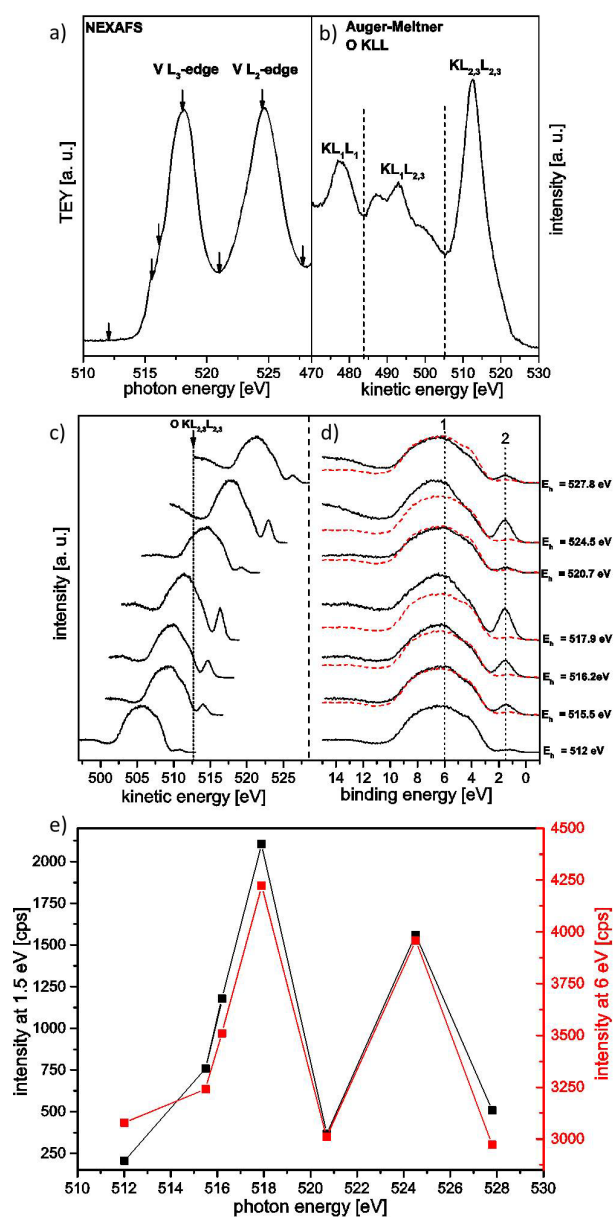 a) NEXAFS
V L3-edge V L2-edge
TEY [a. u.]
510 515 520 525
photon energy [eV]
b) Auger-Meltner
O KLL
KL2,3L2,3
KL1L1
KL1L2,3
intensity [a. u.]
470 480 490 500 510 520 530
kinetic energy [eV]
c) O KL2,3L2,3
intensity [a. u.]
500 505 510 515 520 525
kinetic energy [eV]
d) 1 2
Eh = 527.8 eV
Eh = 524.5 eV
Eh = 520.7 eV
Eh = 517.9 eV
Eh = 516.2eV
Eh = 515.5 eV
Eh = 512 eV
14 12 10 8 6 4 2 0
binding energy [eV]
e)
intensity at 1.5 eV [cps]
2000
1750
1500
1250
1000
750
500
250
510 512 514 516 518 520 522 524 526 528 530
photon energy [eV]
4500
4250
4000
3750
3500
3250
3000
intensity at 6 eV [cps]